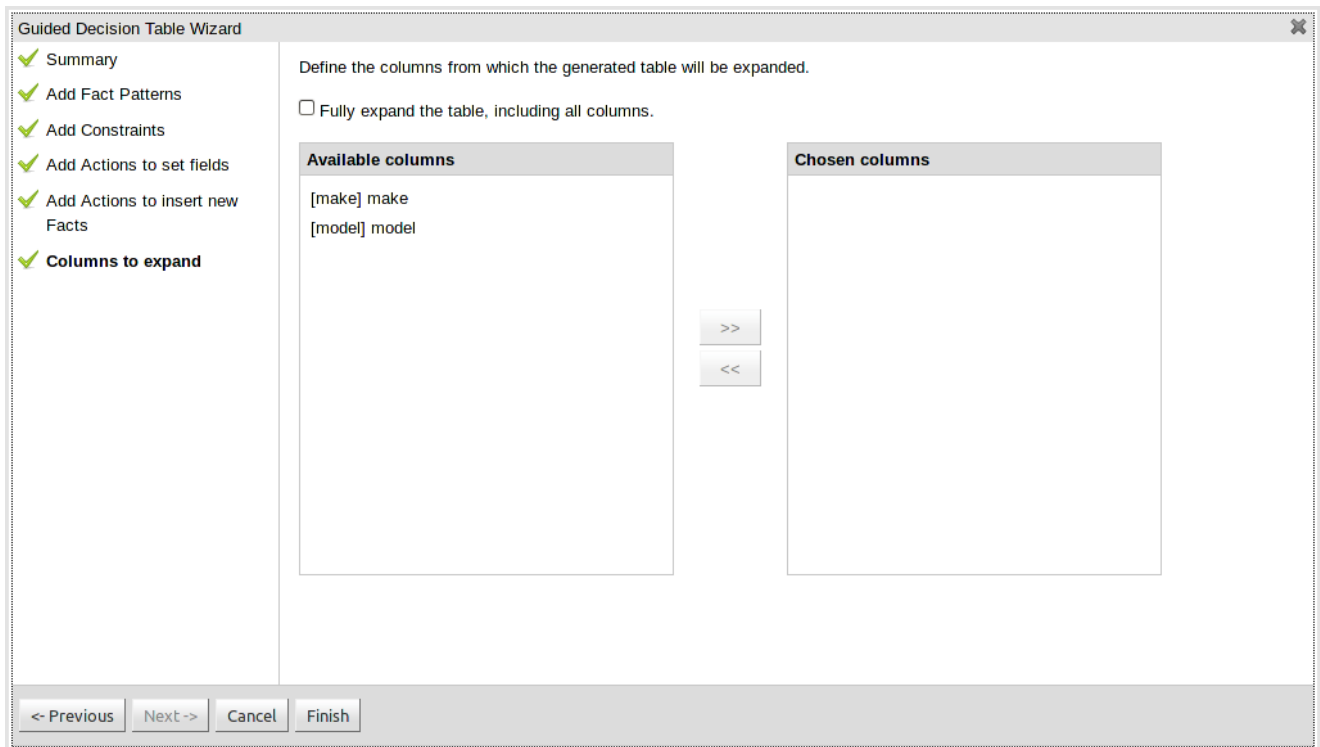 Guided Decision Table Wizard
Summary
Add Fact Patterns
Add Constraints
Add Actions to set fields
Add Actions to insert new
Facts
Columns to expand
Define the columns from which the generated table will be expanded.
Fully expand the table, including all columns.
Available columns
[make] make
[model] model
>>
<<
Chosen columns
<- Previous
Next ->
Cancel
Finish